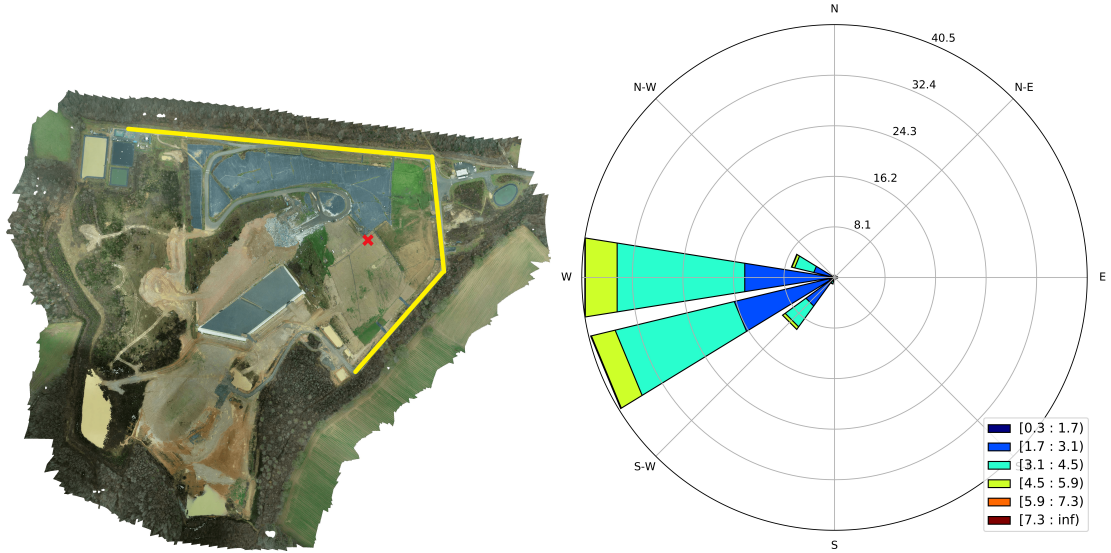 N
40.5
N-W
N-E
32.4
24.3
16.2
8.1
W
E
S-W
S
[0.3 : 1.7)
[1.7 : 3.1)
[3.1 : 4.5)
[4.5 : 5.9)
[5.9 : 7.3)
[7.3 : inf)